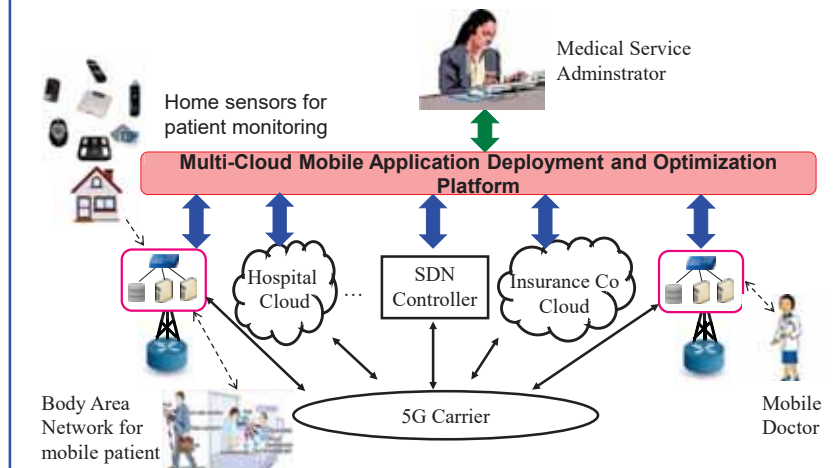 Medical Service
Adminstrator
Home sensors for
patient monitoring
Multi-Cloud Mobile Application Deployment and Optimization
Platform
Hospital
Cloud
...
SDN
Controller
Insurance Co
Cloud
5G Carrier
Body Area
Network for
mobile patient
Mobile
Doctor